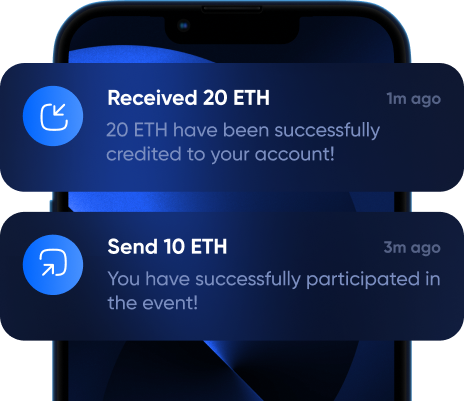 Received 20 ETH
1m ago
20 ETH have been successfully
credited to your account!
Send 10 ETH
3m ago
You have successfully participated in
the event!